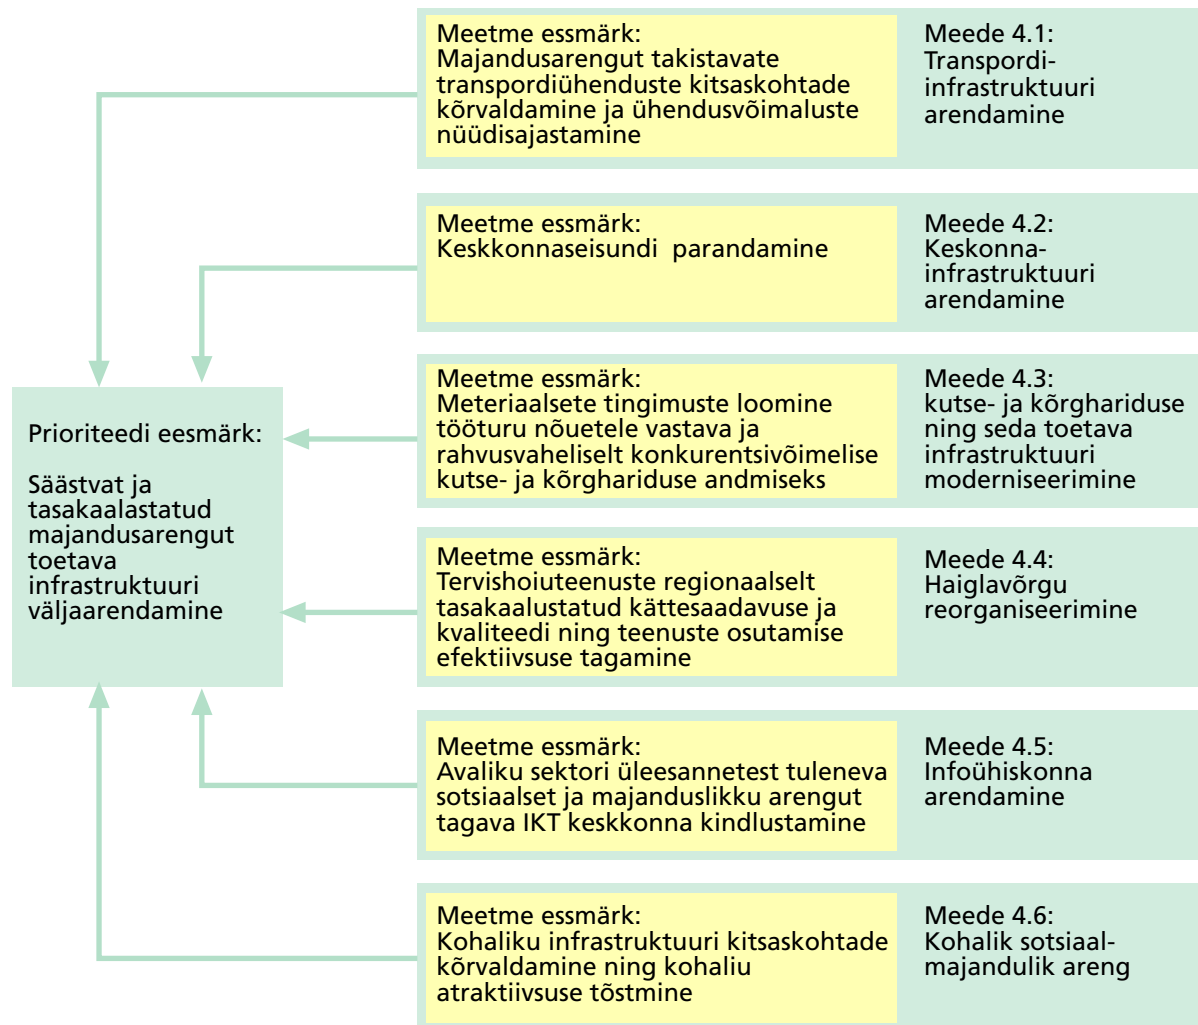 Meetme essmärk:
Majandusarengut takistavate
transpordiühenduste kitsaskohtade
kõrvaldamine ja ühendusvõimaluste
nüüdisajastamine
Meede 4.1:
Transpordi-
infrastruktuuri
arendamine
Meetme essmärk:
Keskkonnaseisundi  parandamine
Meede 4.2:
Keskonna-
infrastruktuuri
arendamine
Prioriteedi eesmärk:
Säästvat ja
tasakaalastatud
majandusarengut
toetava
infrastruktuuri
väljaarendamine
Meetme essmärk:
Meteriaalsete tingimuste loomine
tööturu nõuetele vastava ja
rahvusvaheliselt konkurentsivõimelise
kutse- ja kõrghariduse andmiseks
Meede 4.3:
kutse- ja kõrghariduse
ning seda toetava
infrastruktuuri
moderniseerimine
Meetme essmärk:
Tervishoiuteenuste regionaalselt
tasakaalustatud kättesaadavuse ja
kvaliteedi ning teenuste osutamise
efektiivsuse tagamine
Meede 4.4:
Haiglavõrgu
reorganiseerimine
Meetme essmärk:
Avaliku sektori üleesannetest tuleneva
sotsiaalset ja majanduslikku arengut
tagava IKT keskkonna kindlustamine
Meede 4.5:
Infoühiskonna
arendamine
Meetme essmärk:
Kohaliku infrastruktuuri kitsaskohtade
kõrvaldamine ning kohaliu
atraktiivsuse tõstmine
Meede 4.6:
Kohalik sotsiaal-
majandulik areng